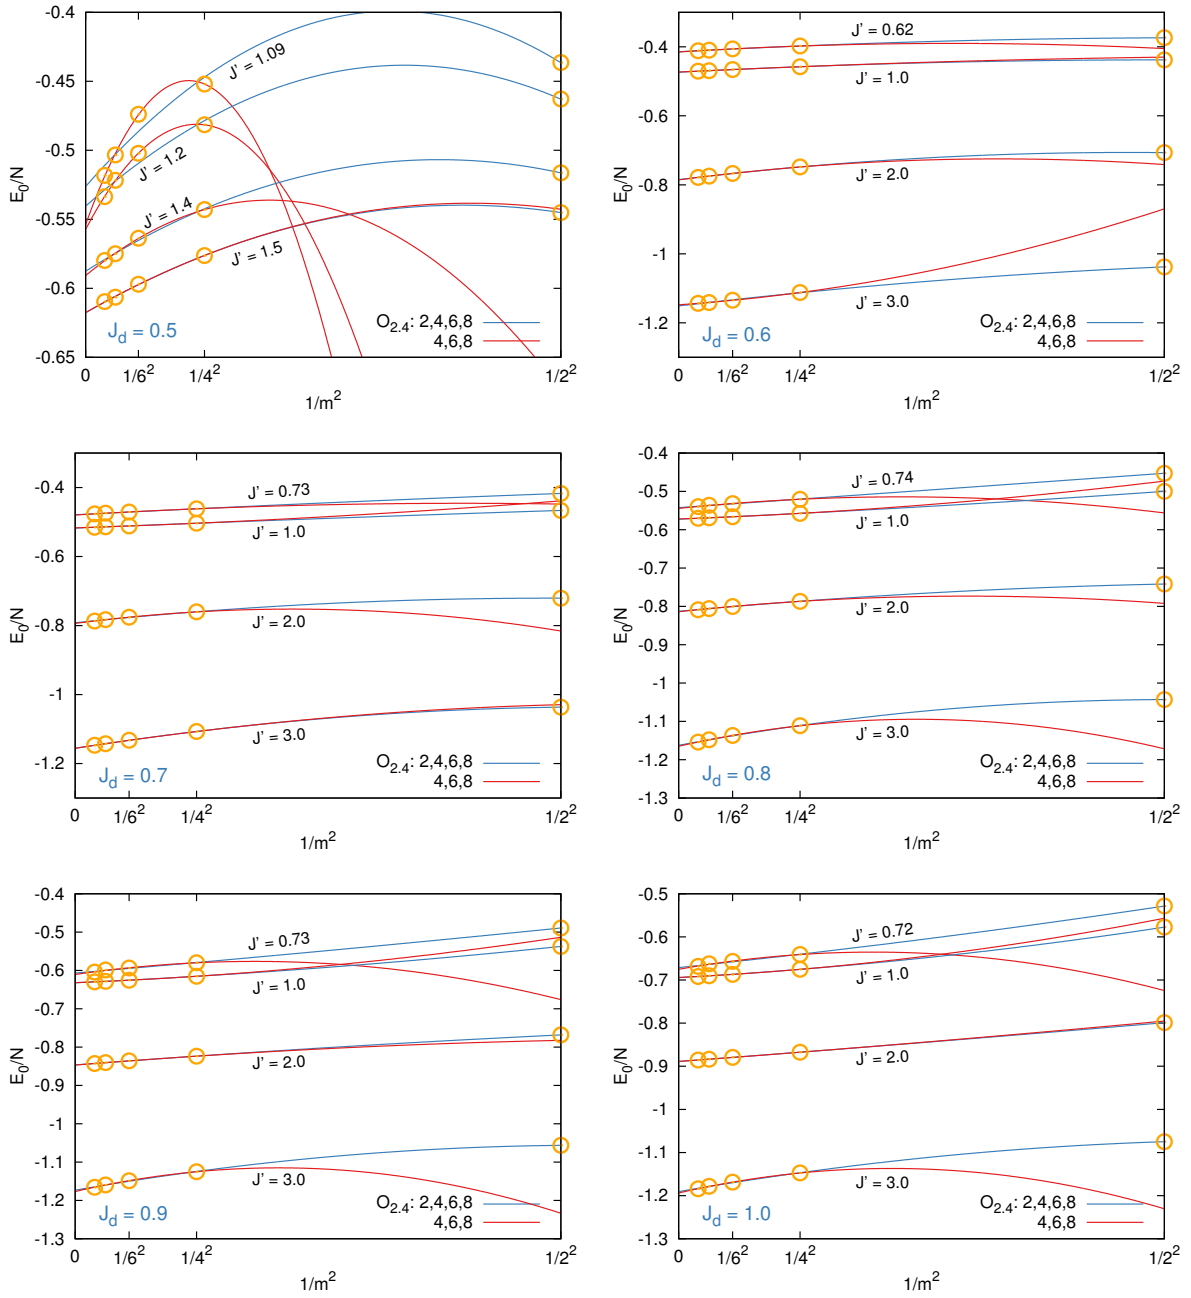 -0.4
-0.45
-0.5
-0.55
-0.6
-0.65
E0/N
J' = 1.09
J' = 1.2
J' = 1.4
J' = 1.5
Jd = 0.5
O2.4: 2,4,6,8
4,6,8
0
1/6²
1/4²
1/2²
1/m²
-0.4
-0.6
-0.8
-1
-1.2
E0/N
J' = 0.62
J' = 1.0
J' = 2.0
J' = 3.0
Jd = 0.6
O2.4: 2,4,6,8
4,6,8
0
1/6²
1/4²
1/2²
1/m²
-0.4
-0.6
-0.8
-1
-1.2
E0/N
J' = 0.73
J' = 1.0
J' = 2.0
J' = 3.0
Jd = 0.7
O2.4: 2,4,6,8
4,6,8
0
1/6²
1/4²
1/2²
1/m²
-0.4
-0.5
-0.6
-0.7
-0.8
-0.9
-1
-1.1
-1.2
-1.3
E0/N
J' = 0.74
J' = 1.0
J' = 2.0
J' = 3.0
Jd = 0.8
O2.4: 2,4,6,8
4,6,8
0
1/6²
1/4²
1/2²
1/m²
-0.4
-0.5
-0.6
-0.7
-0.8
-0.9
-1
-1.1
-1.2
-1.3
E0/N
J' = 0.73
J' = 1.0
J' = 2.0
J' = 3.0
Jd = 0.9
O2.4: 2,4,6,8
4,6,8
0
1/6²
1/4²
1/2²
1/m²
-0.5
-0.6
-0.7
-0.8
-0.9
-1
-1.1
-1.2
-1.3
E0/N
J' = 0.72
J' = 1.0
J' = 2.0
J' = 3.0
Jd = 1.0
O2.4: 2,4,6,8
4,6,8
0
1/6²
1/4²
1/2²
1/m²